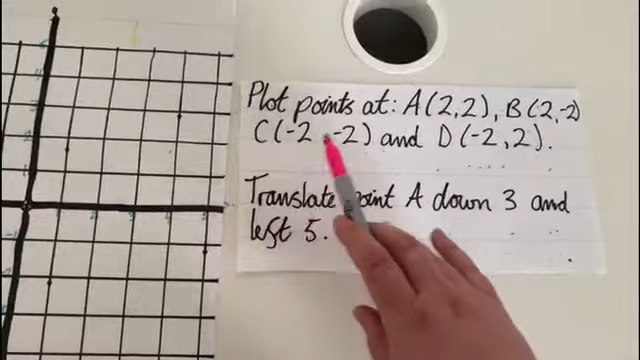 Plot points at: A(2,2), B(2,-2)
C(-2,-2) and D(-2,2).
Translate point A down 3 and
left 5.